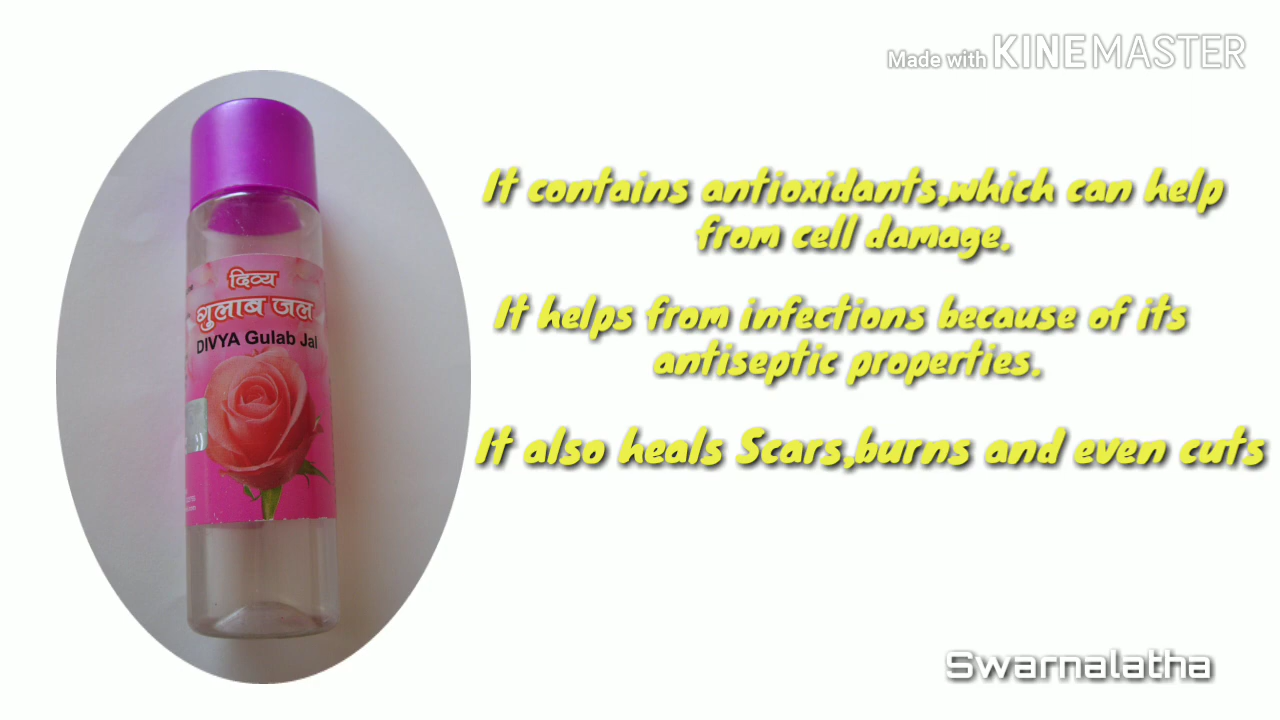 Made with KINEMASTER
It contains antioxidants,which can help
from cell damage.
It helps from infections because of its
antiseptic properties.
It also heals Scars,burns and even cuts
दिव्य
गुलाब जल
DIVYA Gulab Jal
Swarnalatha